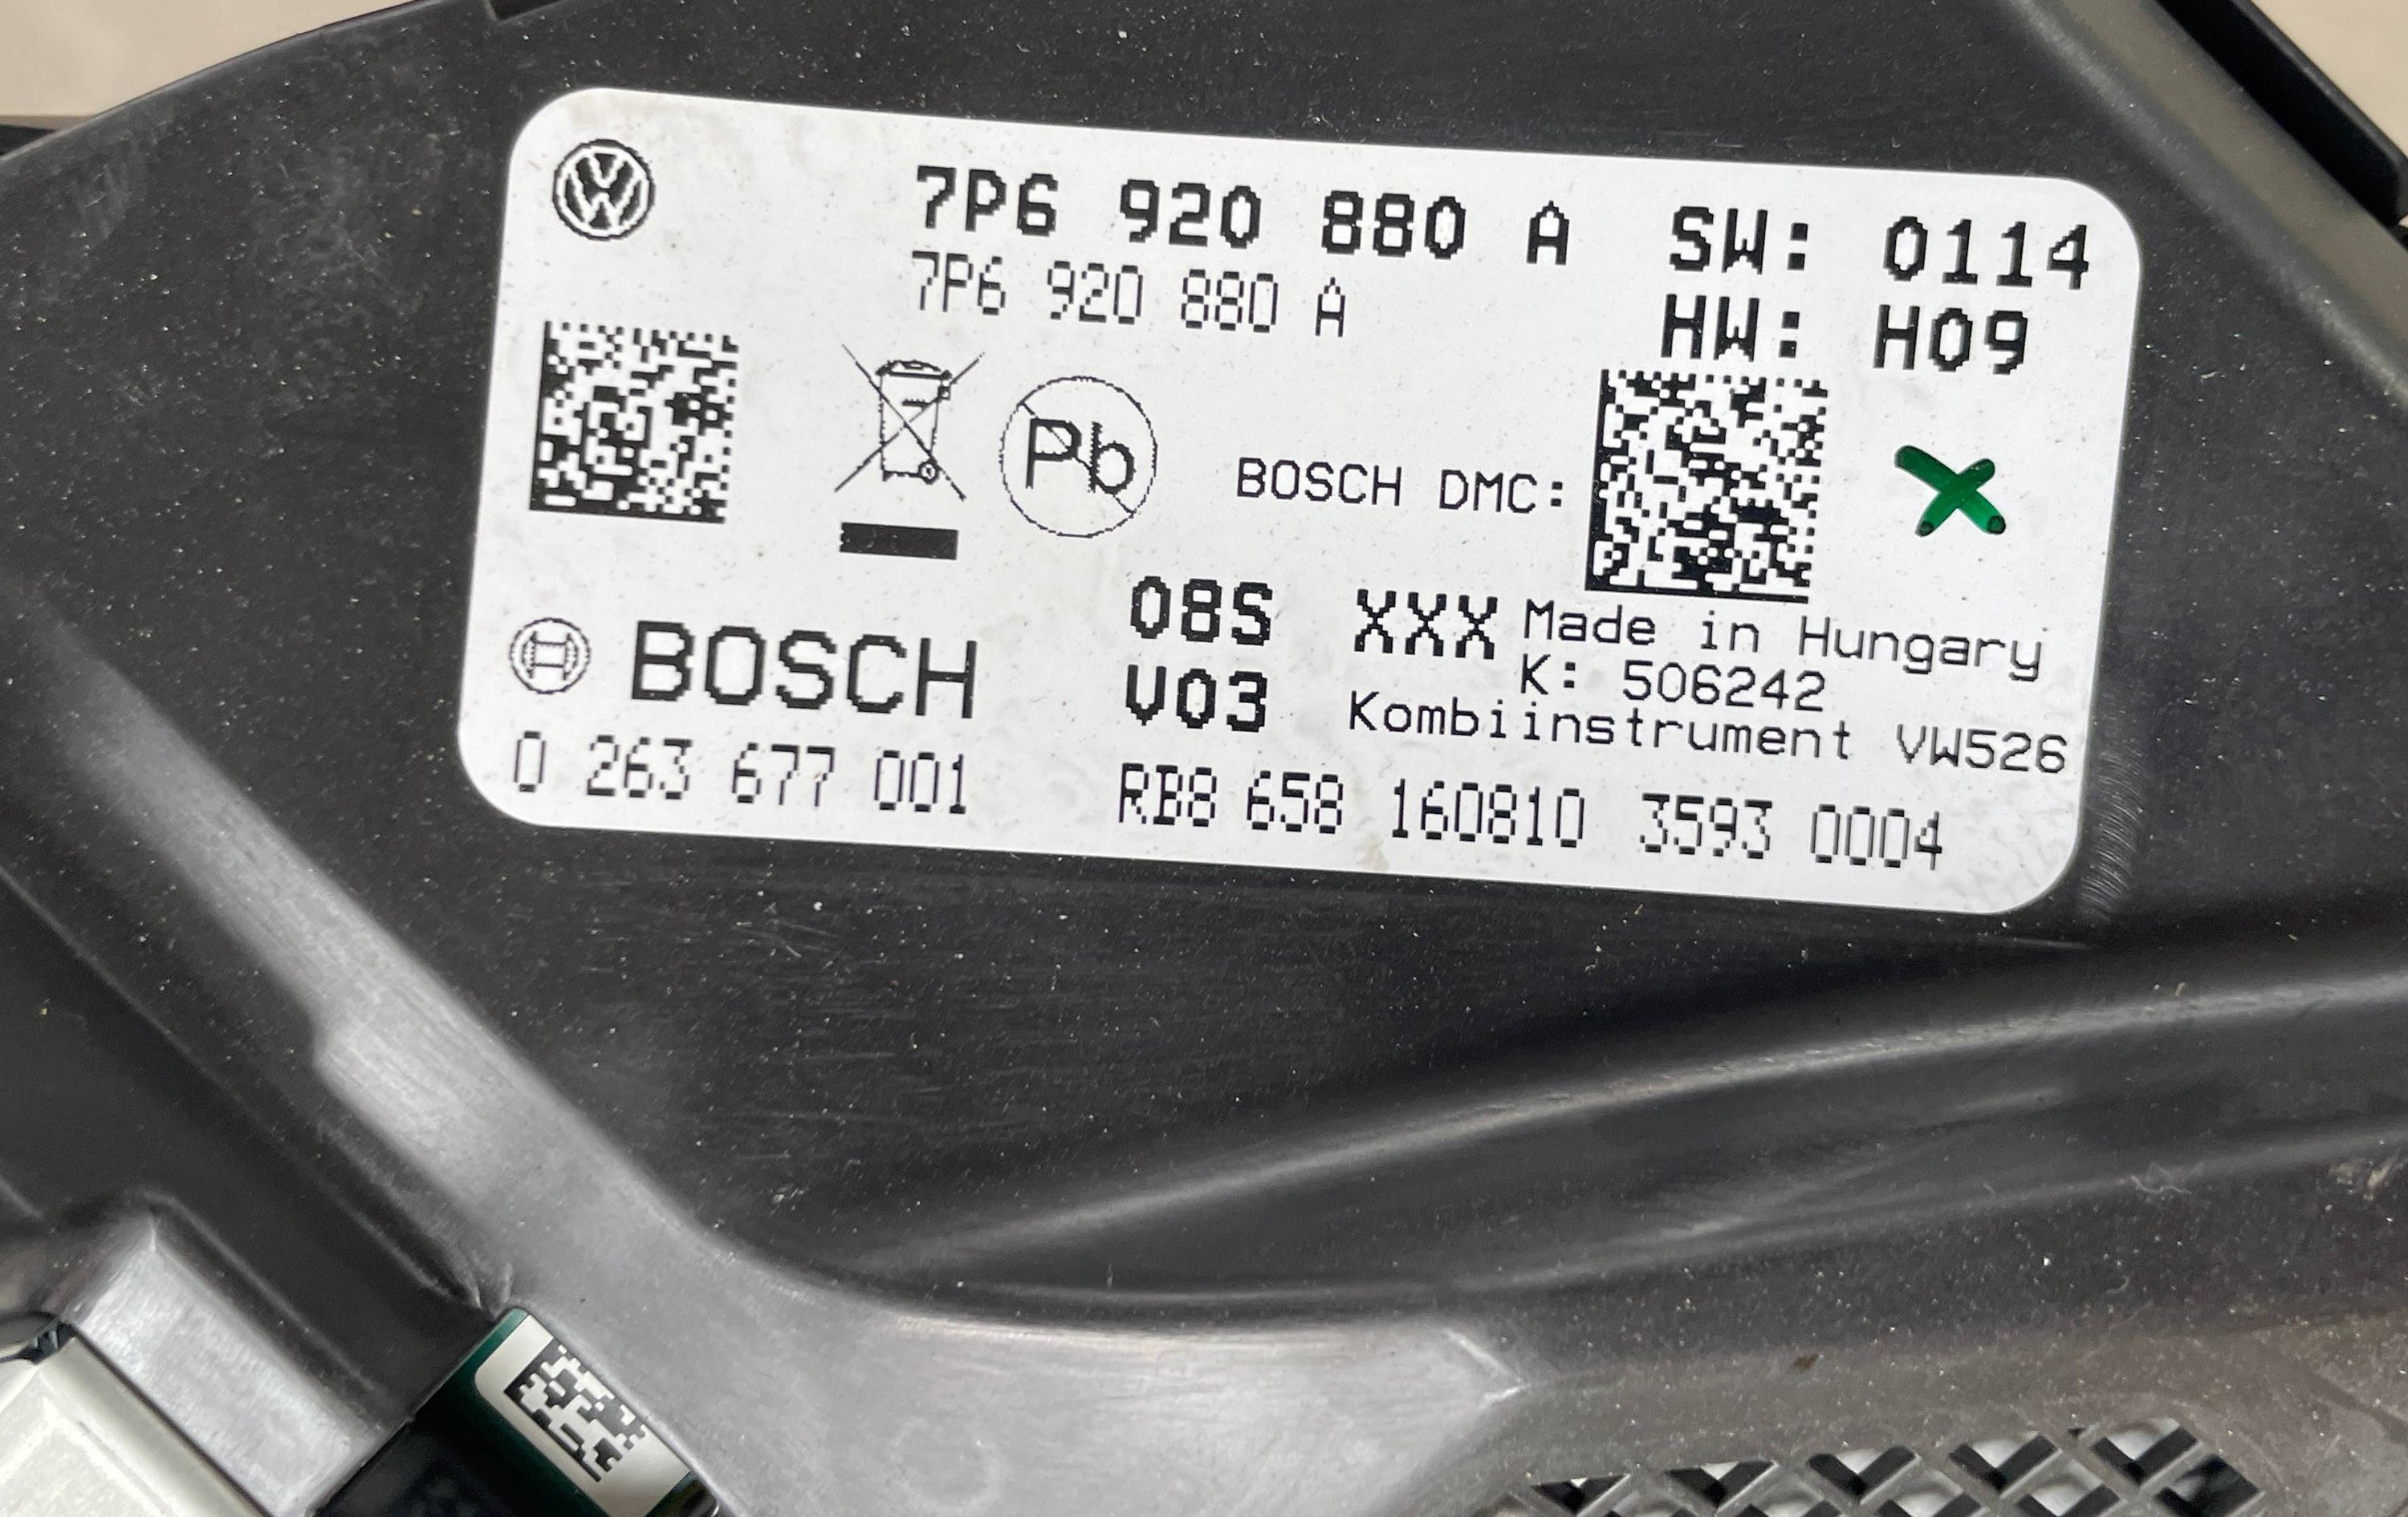 7P6 920 880 A SW: 0114
7P6 920 880 A HW: H09
Pb
BOSCH DMC:
BOSCH 08S XXX Made in Hungary
V03 K: 506242
Kombiinstrument VW526
0 263 677 001 RB8 658 160810 3593 0004